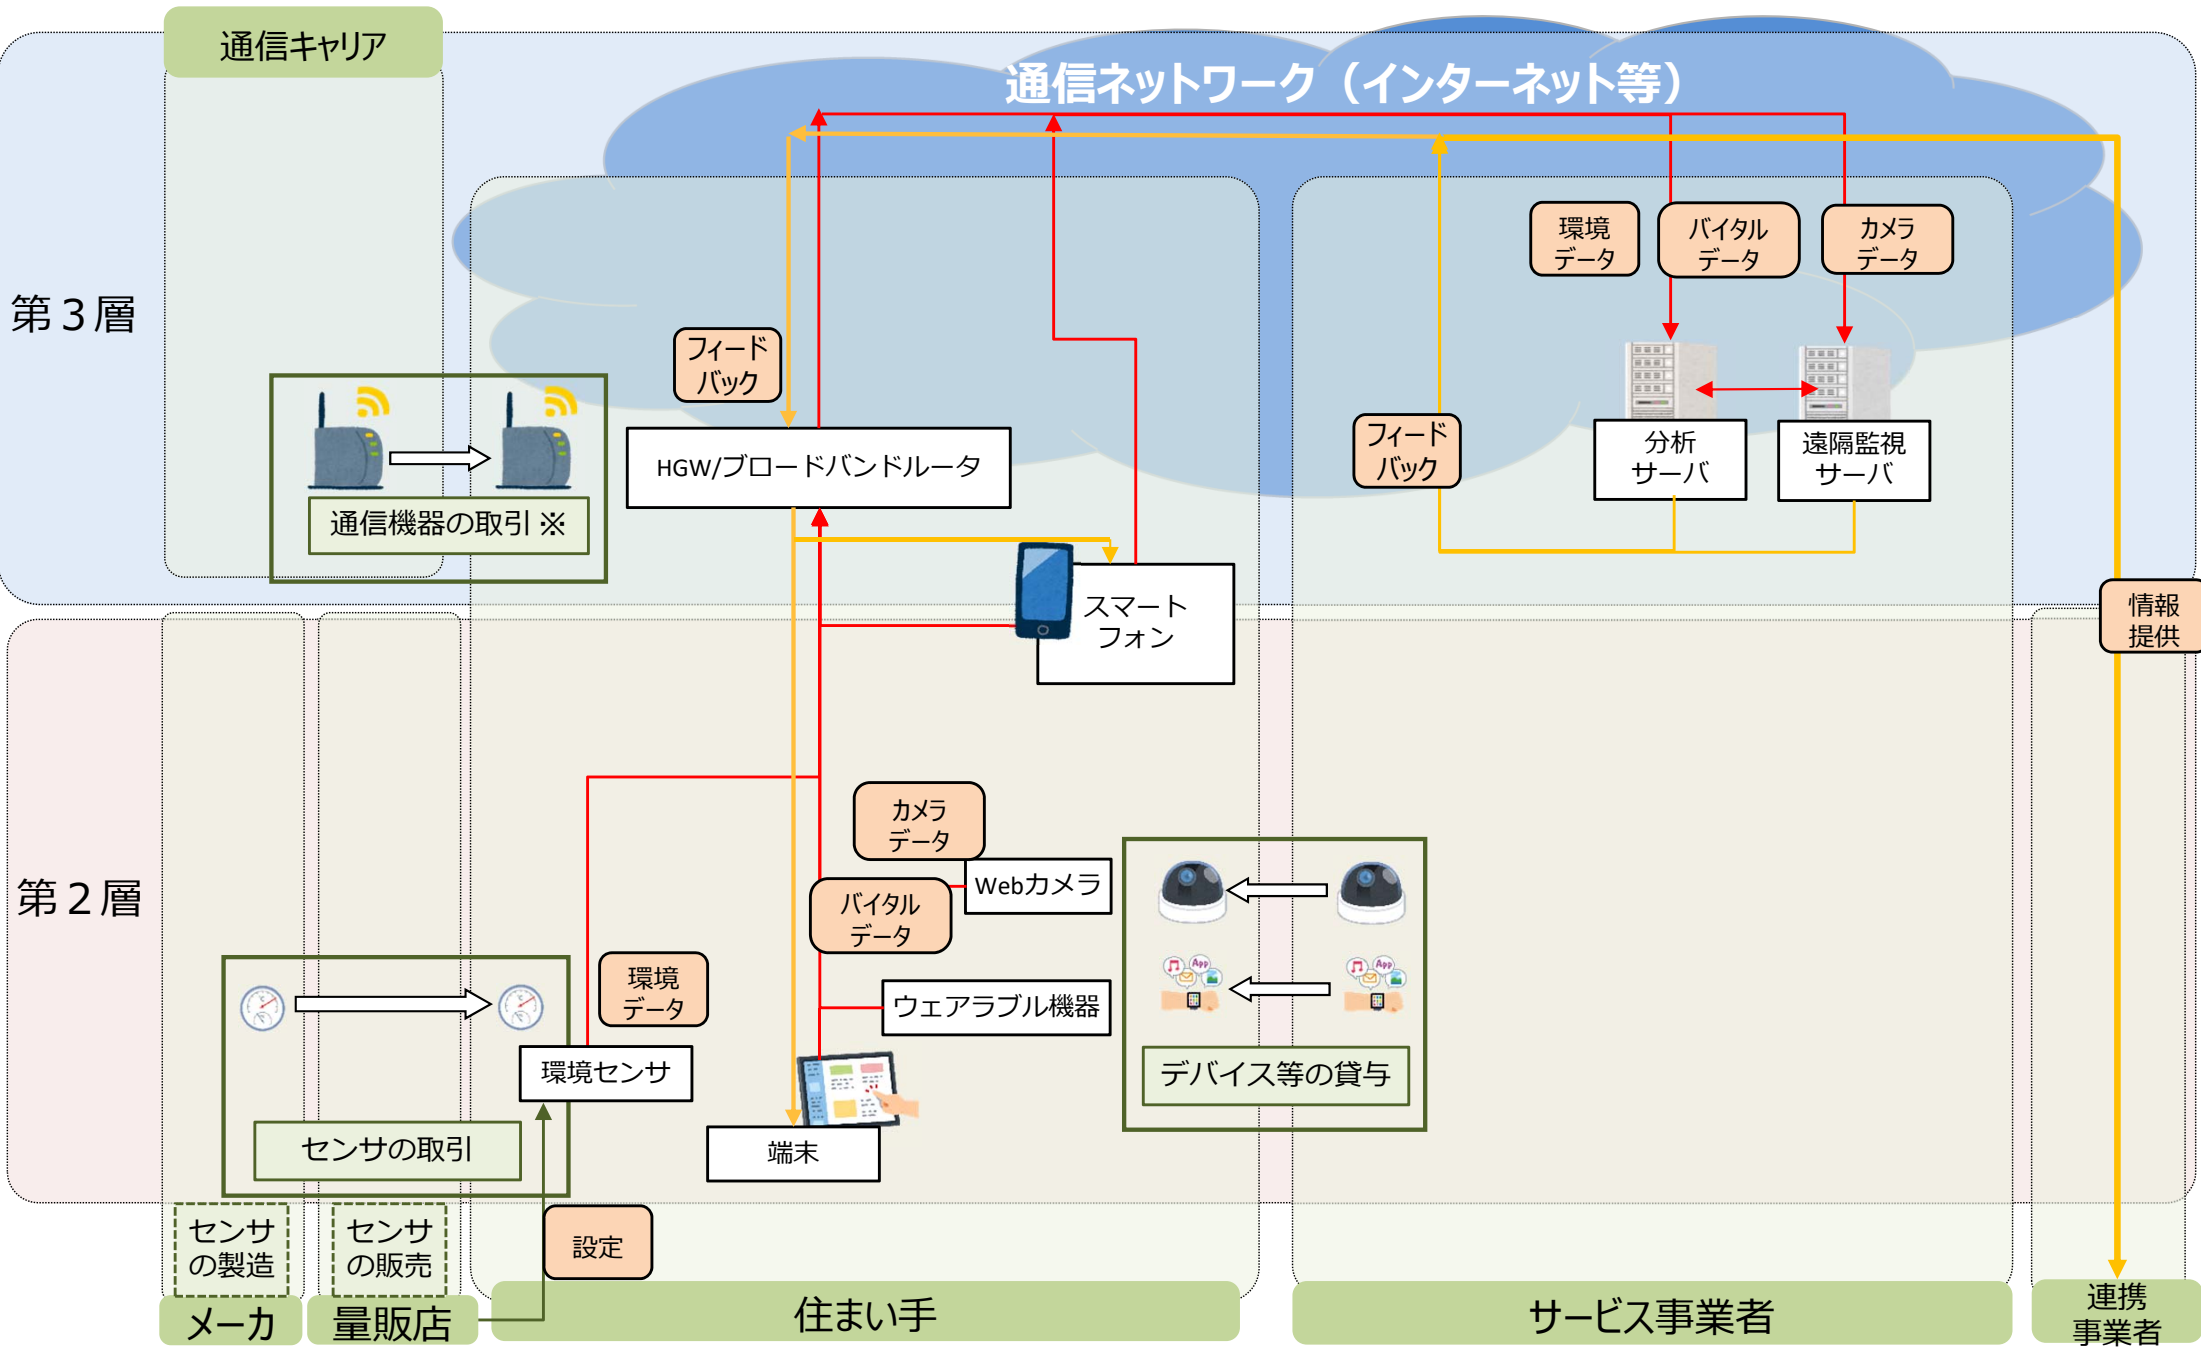 通信キャリア
通信ネットワーク（インターネット等）
第３層
環境
データ
バイタル
データ
カメラ
データ
フィード
バック
HGW/ブロードバンドルータ
フィード
バック
分析
サーバ
遠隔監視
サーバ
通信機器の取引※
スマート
フォン
情報
提供
第２層
カメラ
データ
Webカメラ
バイタル
データ
環境
データ
ウェアラブル機器
App
App
環境センサ
デバイス等の貸与
センサの取引
端末
センサ
の製造
センサ
の販売
設定
メーカ
量販店
住まい手
サービス事業者
連携
事業者